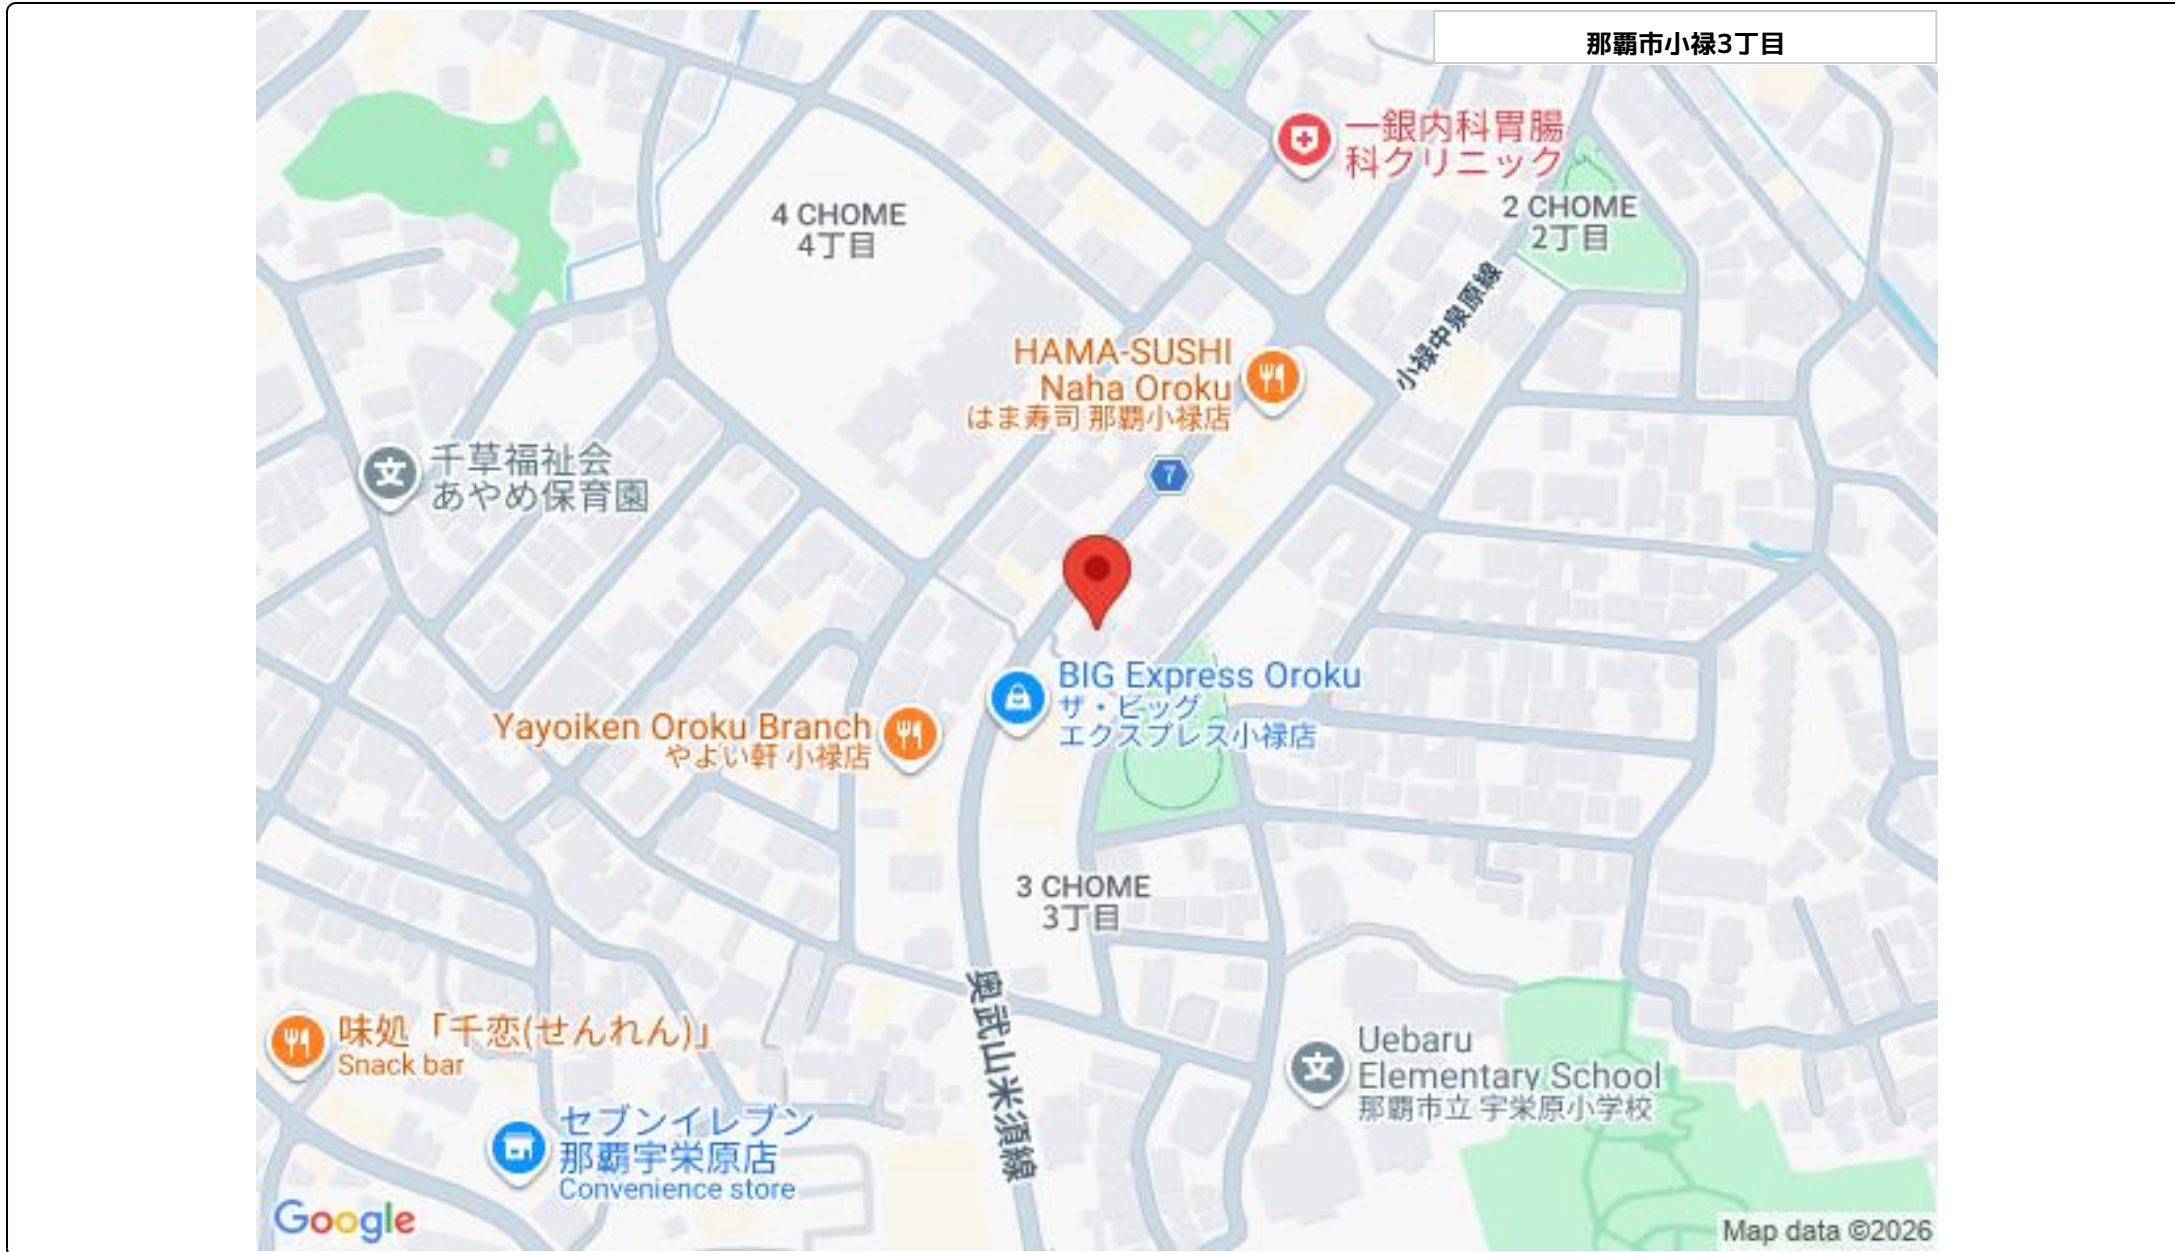 那覇市小禄3丁目
一銀内科胃腸
科クリニック
4 CHOME
4丁目
2 CHOME
2丁目
小禄中泉原線
HAMA-SUSHI
Naha Oroku
はま寿司 那覇小禄店
7
千草福祉会
あやめ保育園
BIG Express Oroku
ザ・ビッグ
エクスプレス小禄店
Yayoiken Oroku Branch
やよい軒 小禄店
3 CHOME
3丁目
奥武山米須線
味処「千恋(せんれん)」
Snack bar
Uebaru
Elementary School
那覇市立 宇栄原小学校
セブンイレブン
那覇宇栄原店
Convenience store
Google
Map data ©2026